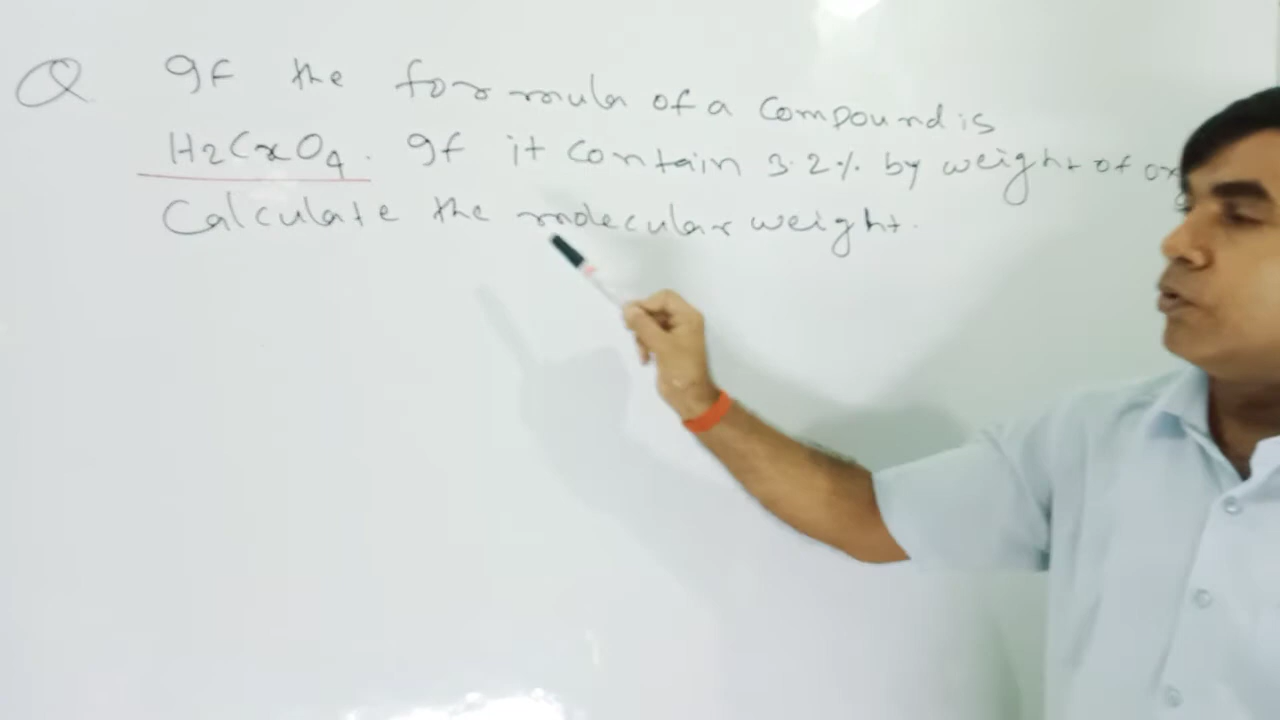 Q If the formula of a compound is
H2CxO4. If it contain 3.2% by weight of
Calculate the molecular weight.